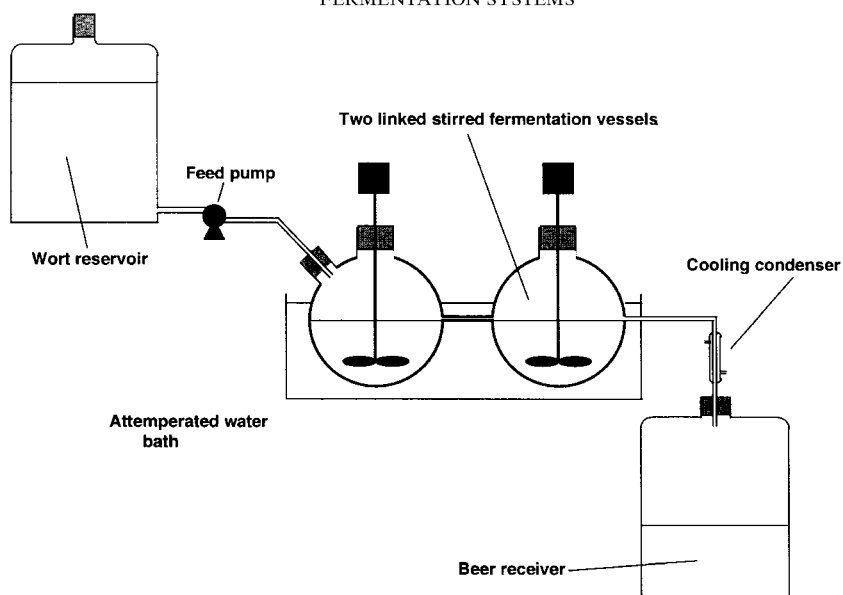 FERMENTATION SYSTEMS
Two linked stirred fermentation vessels
Feed pump
Wort reservoir
Cooling condenser
Attemperated water
bath
Beer receiver